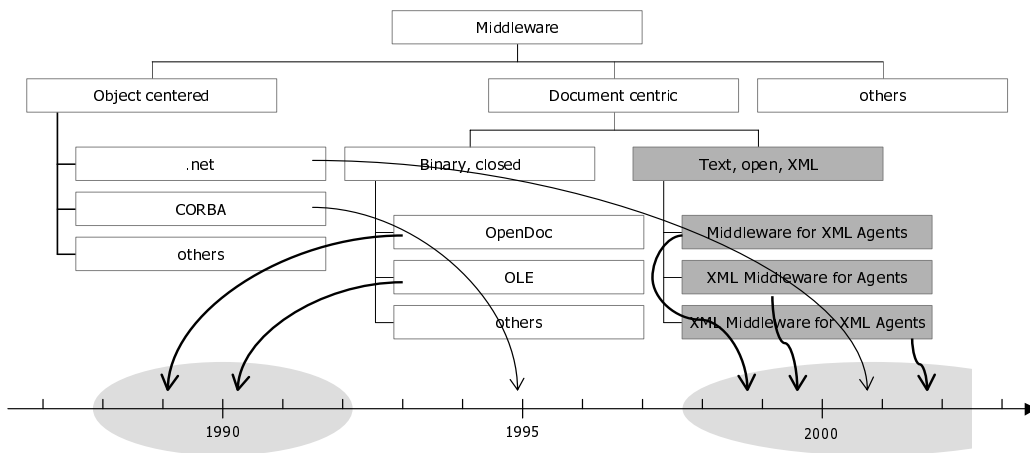 Middleware
Object centered
Document centric
others
.net
Binary, closed
Text, open, XML
CORBA
OpenDoc
Middleware for XML Agents
others
OLE
XML Middleware for Agents
others
XML Middleware for XML Agents
1990
1995
2000